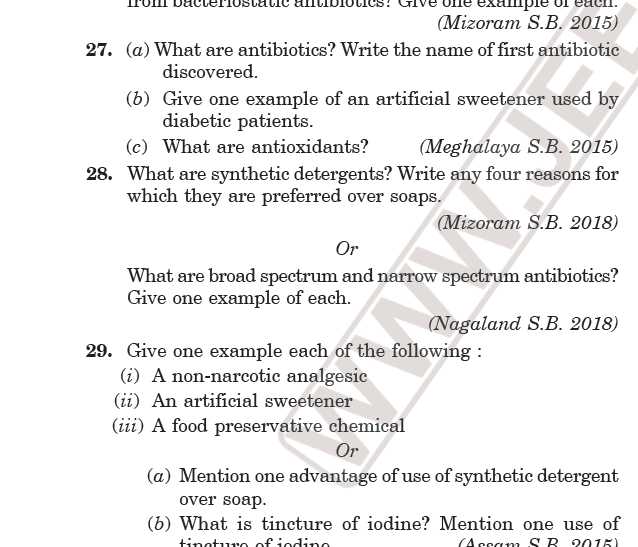 from bacteriostatic antibiotics? Give one example of each.
(Mizoram S.B. 2015)
27. (a) What are antibiotics? Write the name of first antibiotic
discovered.
(b) Give one example of an artificial sweetener used by
diabetic patients.
(c) What are antioxidants? (Meghalaya S.B. 2015)
28. What are synthetic detergents? Write any four reasons for
which they are preferred over soaps.
(Mizoram S.B. 2018)
Or
What are broad spectrum and narrow spectrum antibiotics?
Give one example of each.
(Nagaland S.B. 2018)
29. Give one example each of the following :
(i) A non-narcotic analgesic
(ii) An artificial sweetener
(iii) A food preservative chemical
Or
(a) Mention one advantage of use of synthetic detergent
over soap.
(b) What is tincture of iodine? Mention one use of
tincture of iodine. (Assam S.B. 2015)
WWW.JEE